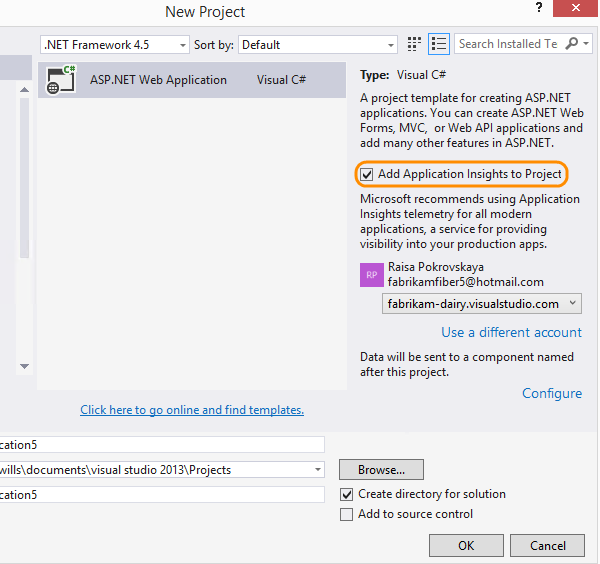 New Project
?
.NET Framework 4.5
Sort by: Default
Search Installed Te
C#
ASP.NET Web Application Visual C#
Type: Visual C#
A project template for creating ASP.NET
applications. You can create ASP.NET Web
Forms, MVC, or Web API applications and
add many other features in ASP.NET.
Add Application Insights to Project
Microsoft recommends using Application
Insights telemetry for all modern
applications, a service for providing
visibility into your production apps.
RP
Raisa Pokrovskaya
fabrikamfiber5@hotmail.com
fabrikam-dairy.visualstudio.com
Use a different account
Data will be sent to a component named
after this project.
Configure
Click here to go online and find templates.
cation5
wills\documents\visual studio 2013\Projects
Browse...
cation5
Create directory for solution
Add to source control
OK
Cancel